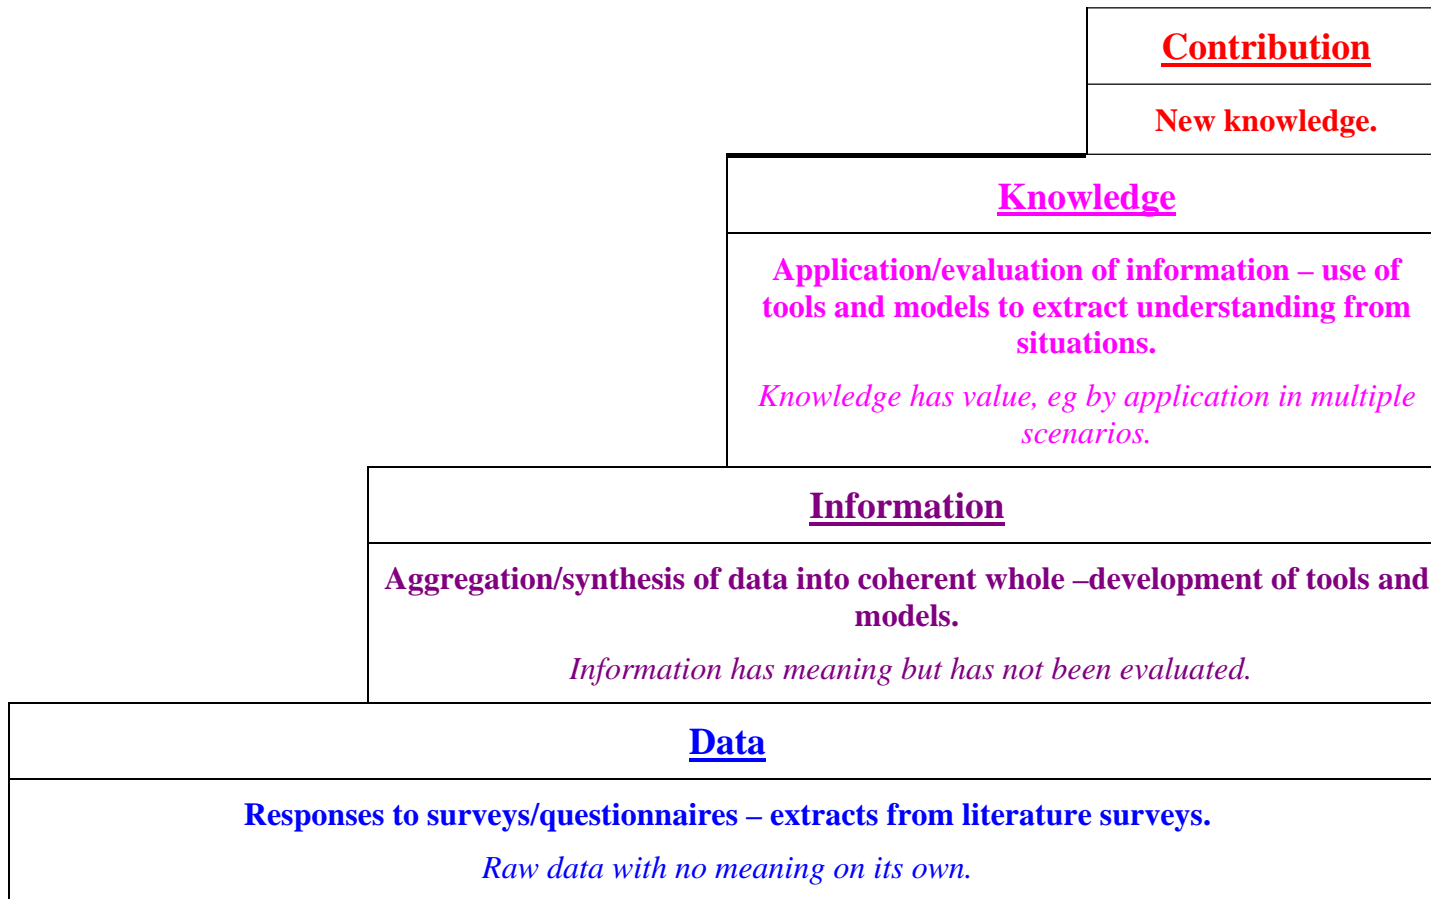 Contribution
New knowledge.
Knowledge
Application/evaluation of information – use of
tools and models to extract understanding from
situations.
Knowledge has value, eg by application in multiple
scenarios.
Information
Aggregation/synthesis of data into coherent whole –development of tools and
models.
Information has meaning but has not been evaluated.
Data
Responses to surveys/questionnaires – extracts from literature surveys.
Raw data with no meaning on its own.